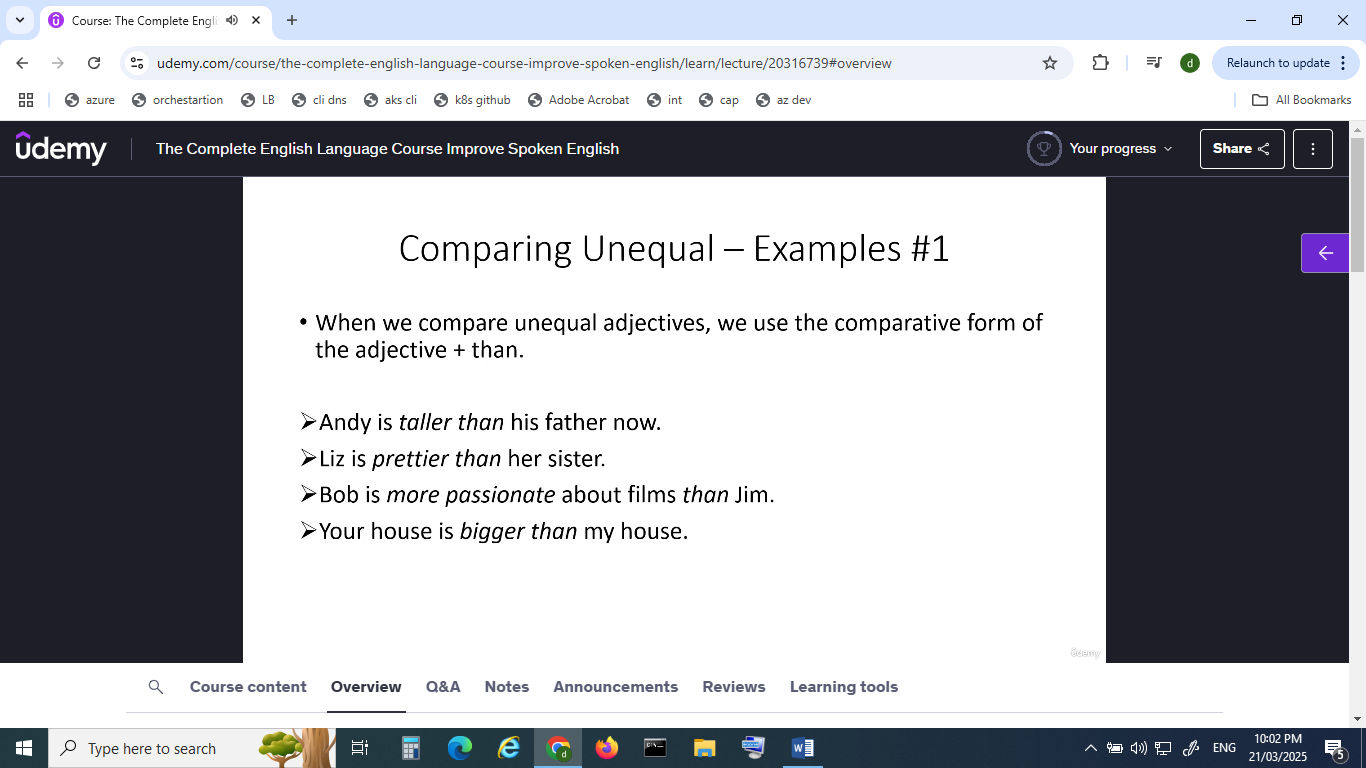 Course: The Complete Engli
udemy.com/course/the-complete-english-language-course-improve-spoken-english/learn/lecture/20316739#overview
d
Relaunch to update
azure
orchestartion
LB
cli dns
aks cli
k8s github
Adobe Acrobat
int
cap
az dev
All Bookmarks
ûdemy
The Complete English Language Course Improve Spoken English
Your progress
Share
Comparing Unequal – Examples #1
• When we compare unequal adjectives, we use the comparative form of
the adjective + than.
➢Andy is taller than his father now.
➢Liz is prettier than her sister.
➢Bob is more passionate about films than Jim.
➢Your house is bigger than my house.
ûdemy
Course content
Overview
Q&A
Notes
Announcements
Reviews
Learning tools
Type here to search
ENG
10:02 PM
21/03/2025
5